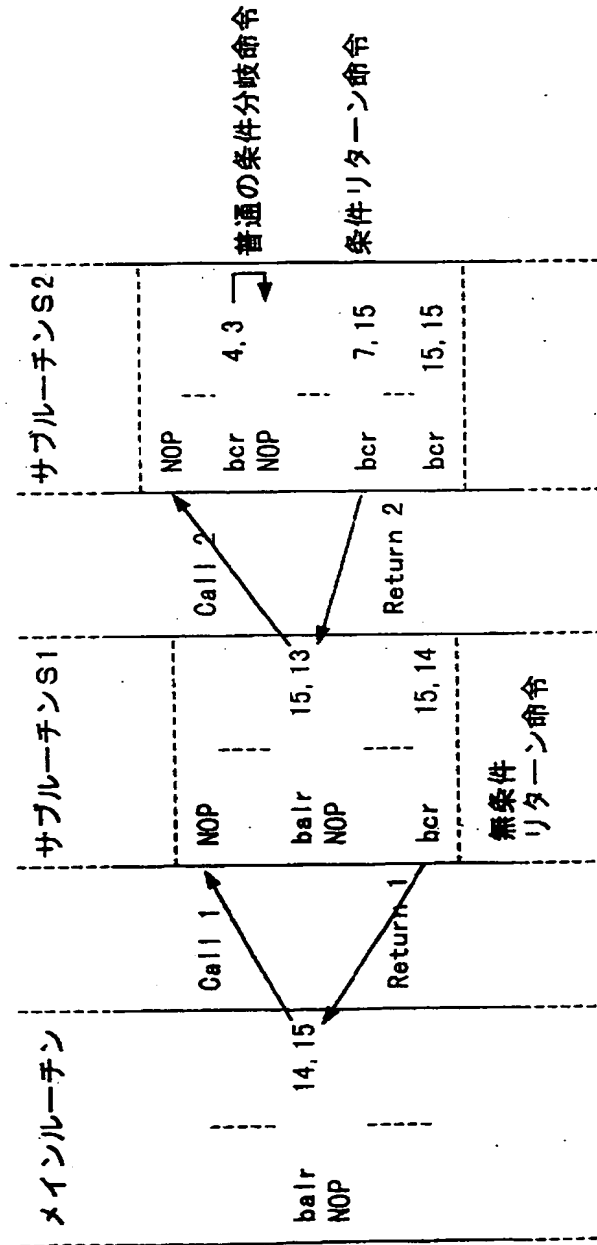 メインルーチン
balr 14,15
NOP
Call 1
Return 1
サブルーチンS1
NOP
balr 15,13
NOP
bcr 15,14
無条件
リターン命令
Call 2
Return 2
サブルーチンS2
NOP
bcr 4,3
NOP
bcr 7,15
bcr 15,15
普通の条件分岐命令
条件リターン命令